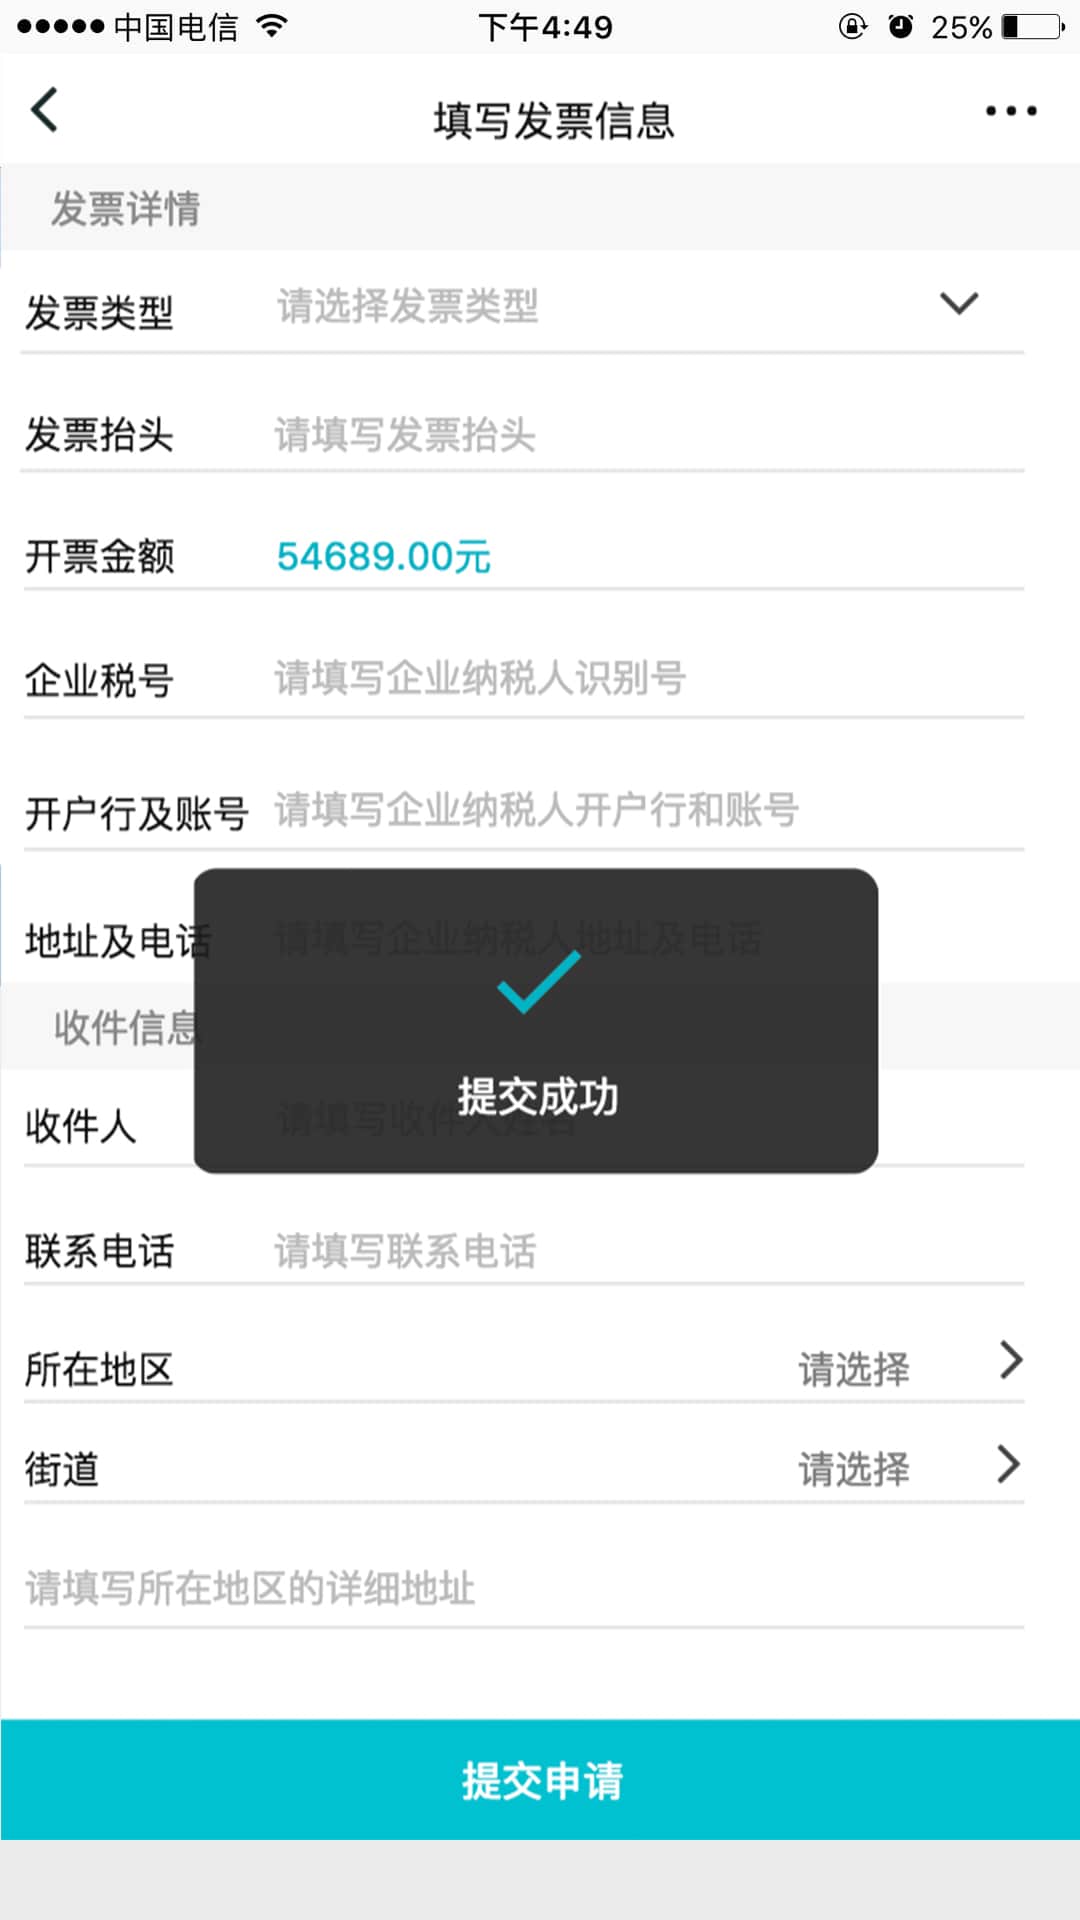 中国电信 下午4:49 25%
填写发票信息
发票详情
发票类型 请选择发票类型
发票抬头 请填写发票抬头
开票金额 54689.00元
企业税号 请填写企业纳税人识别号
开户行及账号 请填写企业纳税人开户行和账号
地址及电话 请填写企业纳税人地址及电话
收件信息
提交成功
收件人 请填写收件人姓名
联系电话 请填写联系电话
所在地区 请选择
街道 请选择
请填写所在地区的详细地址
提交申请